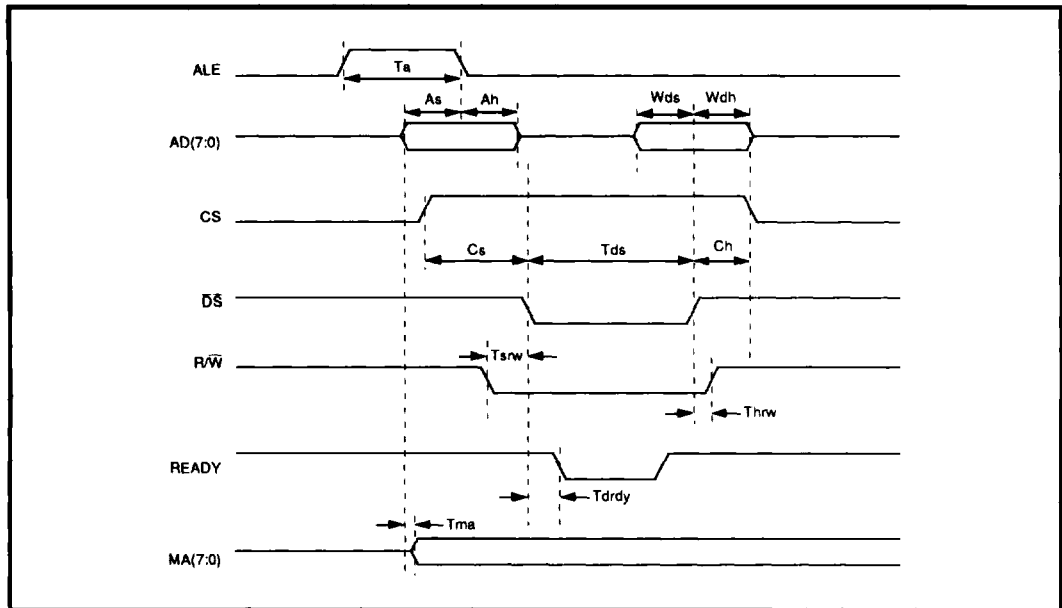 ALE
Ta
As Ah Wds Wdh
AD(7:0)
CS
Cs Tds Ch
D̅S̅
Tsrw
R/W̅
Thrw
READY
Tdrdy
Tma
MA(7:0)